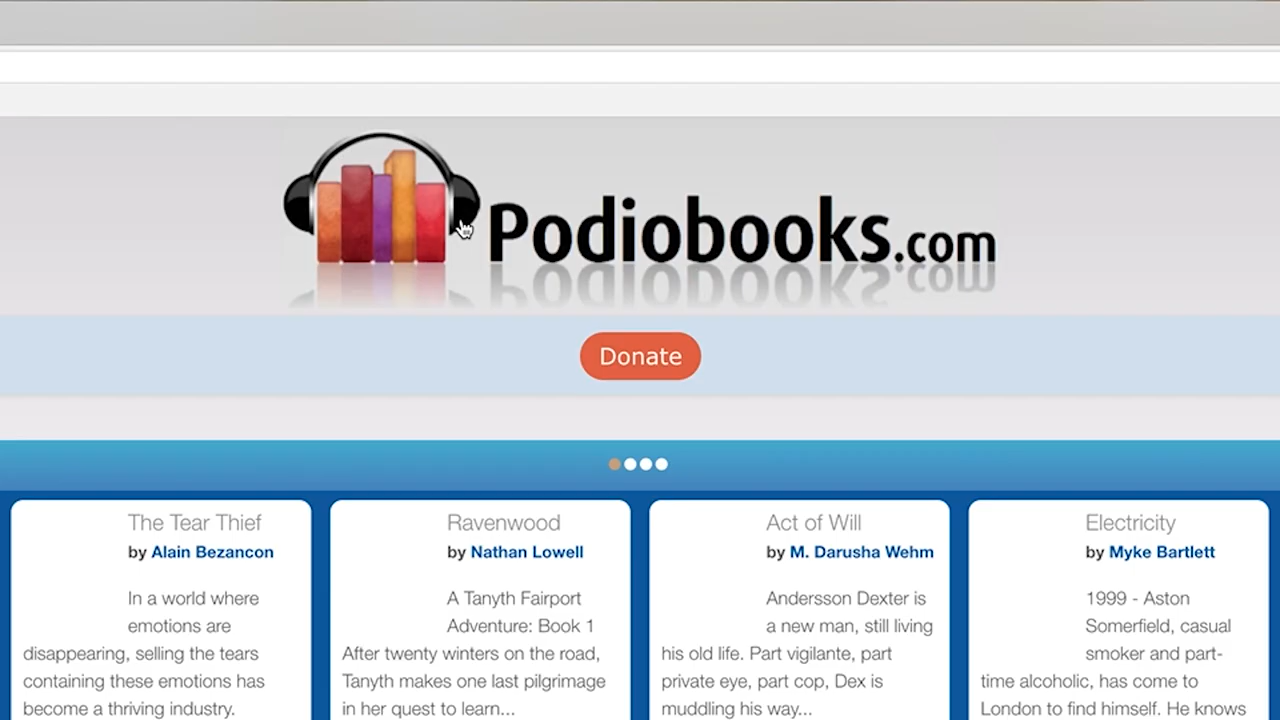 Podiobooks.com
Donate
The Tear Thief
by Alain Bezancon
In a world where
emotions are
disappearing, selling the tears
containing these emotions has
become a thriving industry.
Ravenwood
by Nathan Lowell
A Tanyth Fairport
Adventure: Book 1
After twenty winters on the road,
Tanyth makes one last pilgrimage
in her quest to learn...
Act of Will
by M. Darusha Wehm
Andersson Dexter is
a new man, still living
his old life. Part vigilante, part
private eye, part cop, Dex is
muddling his way...
Electricity
by Myke Bartlett
1999 - Aston
Somerfield, casual
smoker and part-
time alcoholic, has come to
London to find himself. He knows